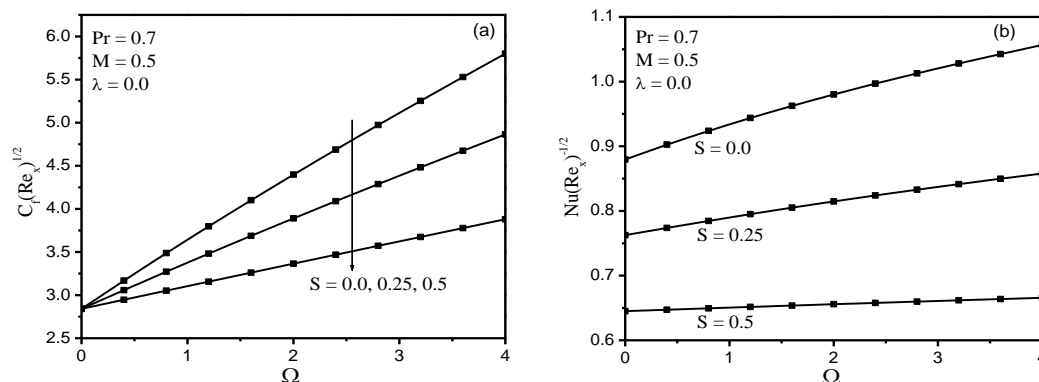 (a)
Pr = 0.7
M = 0.5
λ = 0.0
6.0
5.5
5.0
4.5
4.0
3.5
3.0
2.5
C_f(Re_x)^1/2
S = 0.0, 0.25, 0.5
0 1 2 3 4
Ω
(b)
Pr = 0.7
M = 0.5
λ = 0.0
1.1
1.0
0.9
0.8
0.7
0.6
Nu(Re_x)^-1/2
S = 0.0
S = 0.25
S = 0.5
0 1 2 3 4
Ω